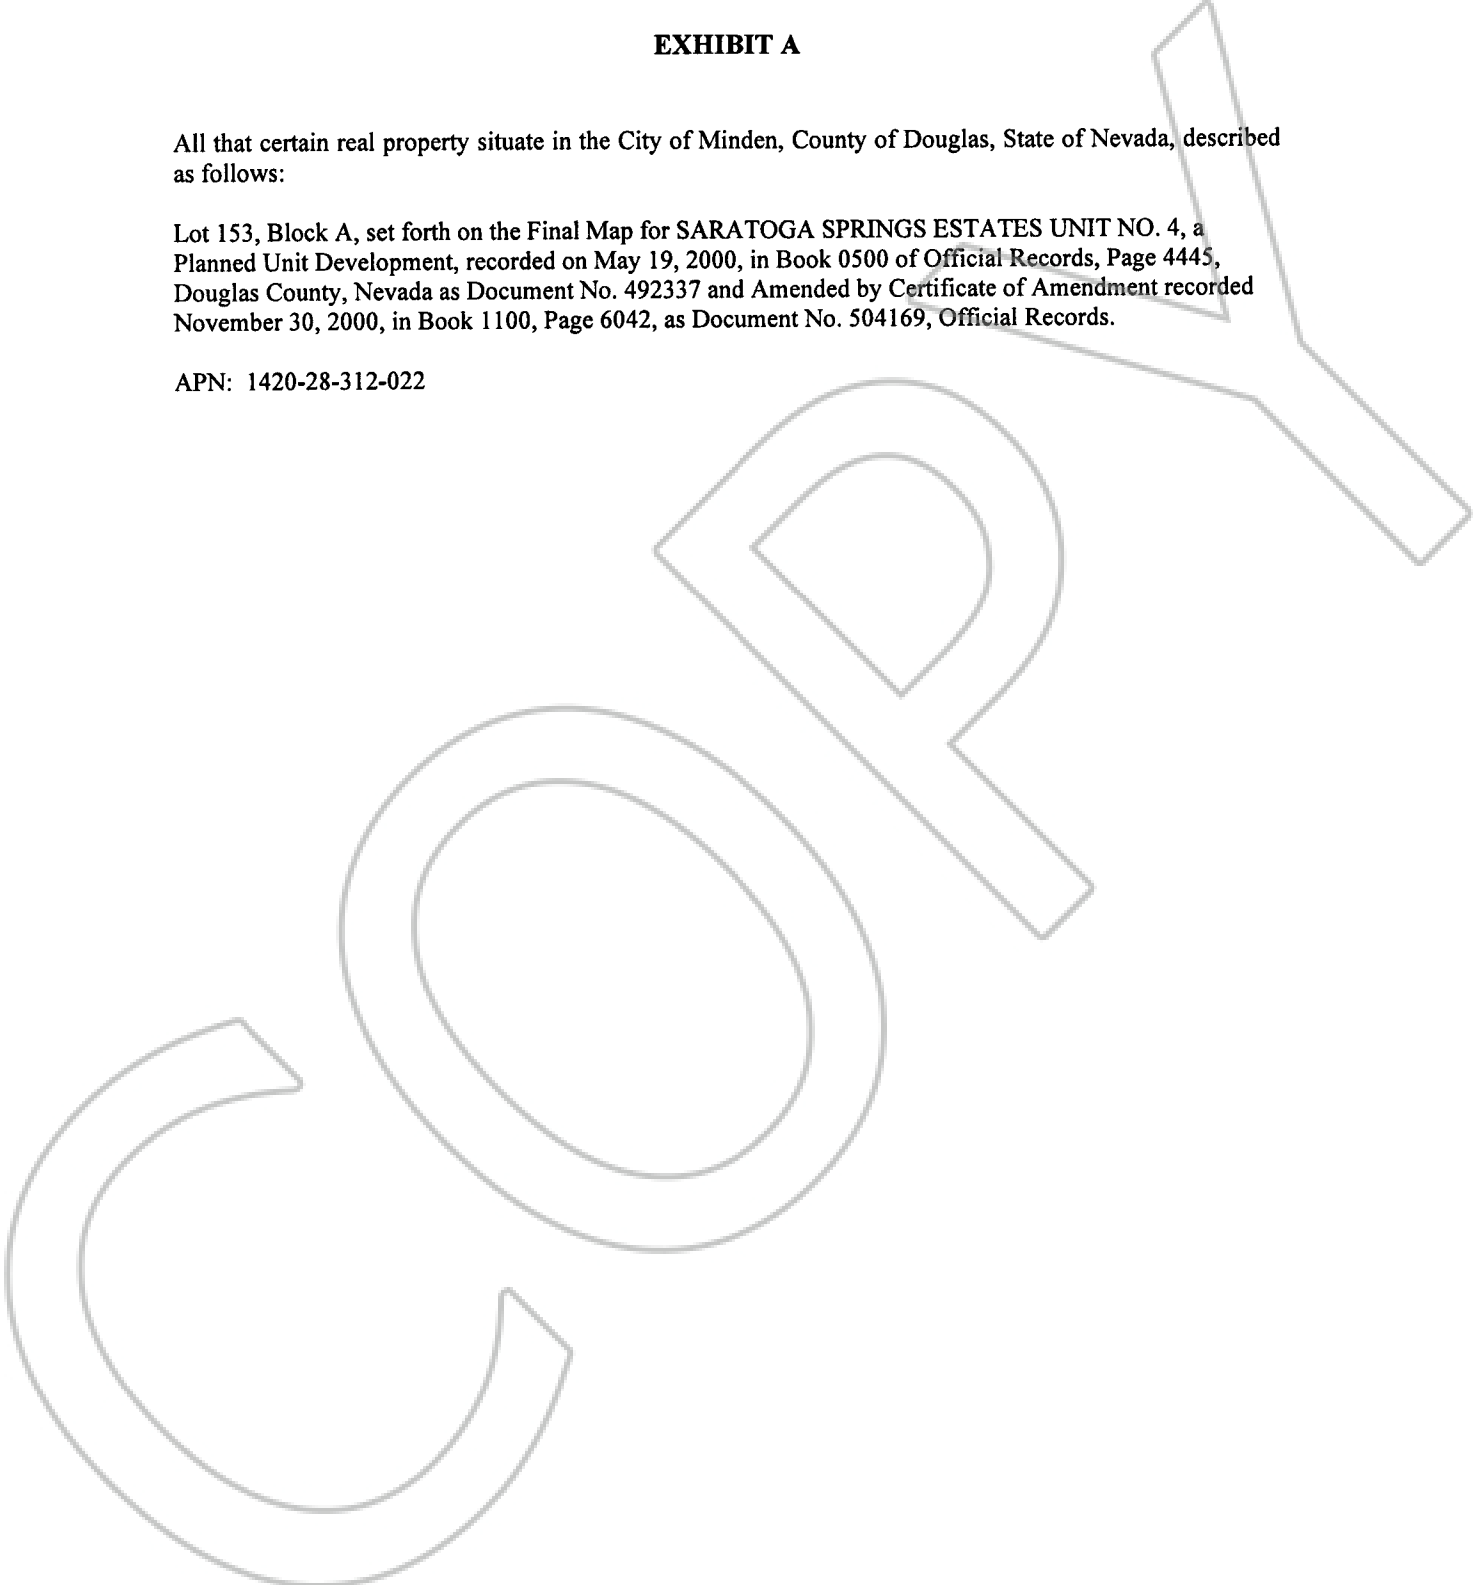 EXHIBIT A
All that certain real property situate in the City of Minden, County of Douglas, State of Nevada, described
as follows:
Lot 153, Block A, set forth on the Final Map for SARATOGA SPRINGS ESTATES UNIT NO. 4, a
Planned Unit Development, recorded on May 19, 2000, in Book 0500 of Official Records, Page 4445,
Douglas County, Nevada as Document No. 492337 and Amended by Certificate of Amendment recorded
November 30, 2000, in Book 1100, Page 6042, as Document No. 504169, Official Records.
APN: 1420-28-312-022
COPY